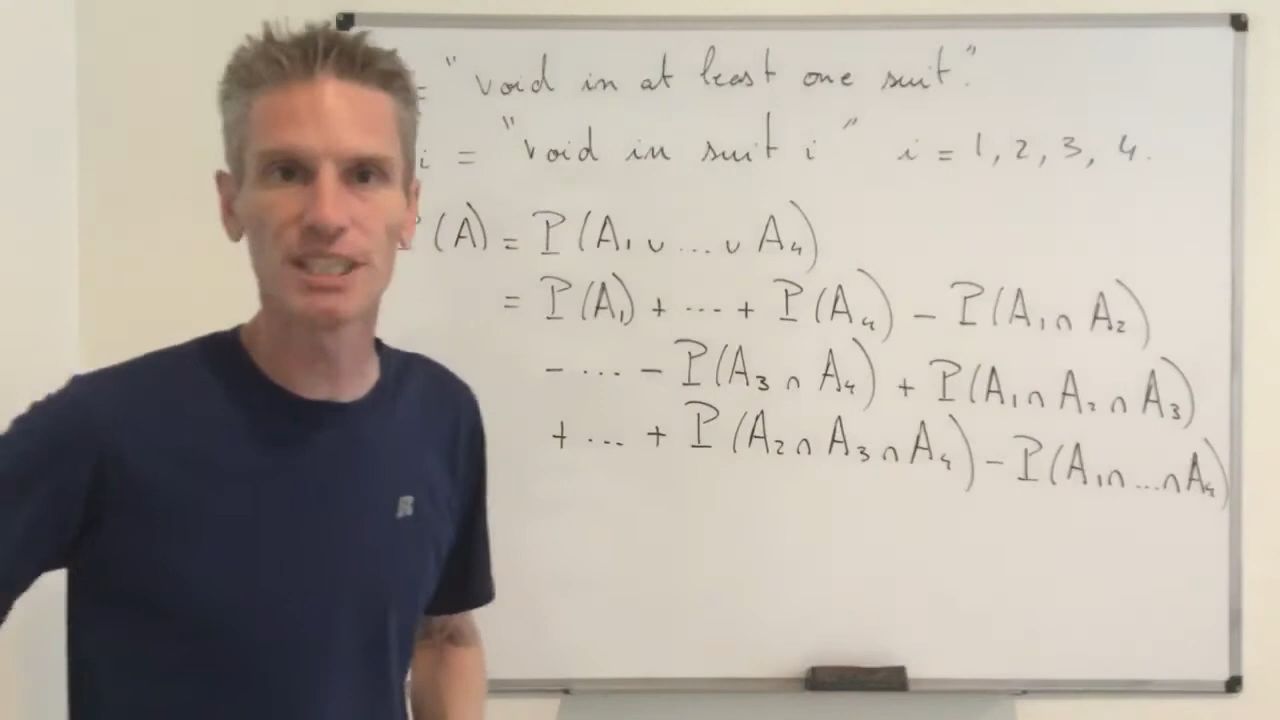 = "void in at least one suit."
i = "void in suit i" i = 1, 2, 3, 4.
(A) = P(A₁ ∪ ... ∪ A₄)
= P(A₁) + ... + P(A₄) - P(A₁ ∩ A₂)
- ... - P(A₃ ∩ A₄) + P(A₁ ∩ A₂ ∩ A₃)
+ ... + P(A₂ ∩ A₃ ∩ A₄) - P(A₁ ∩ ... ∩ A₄)